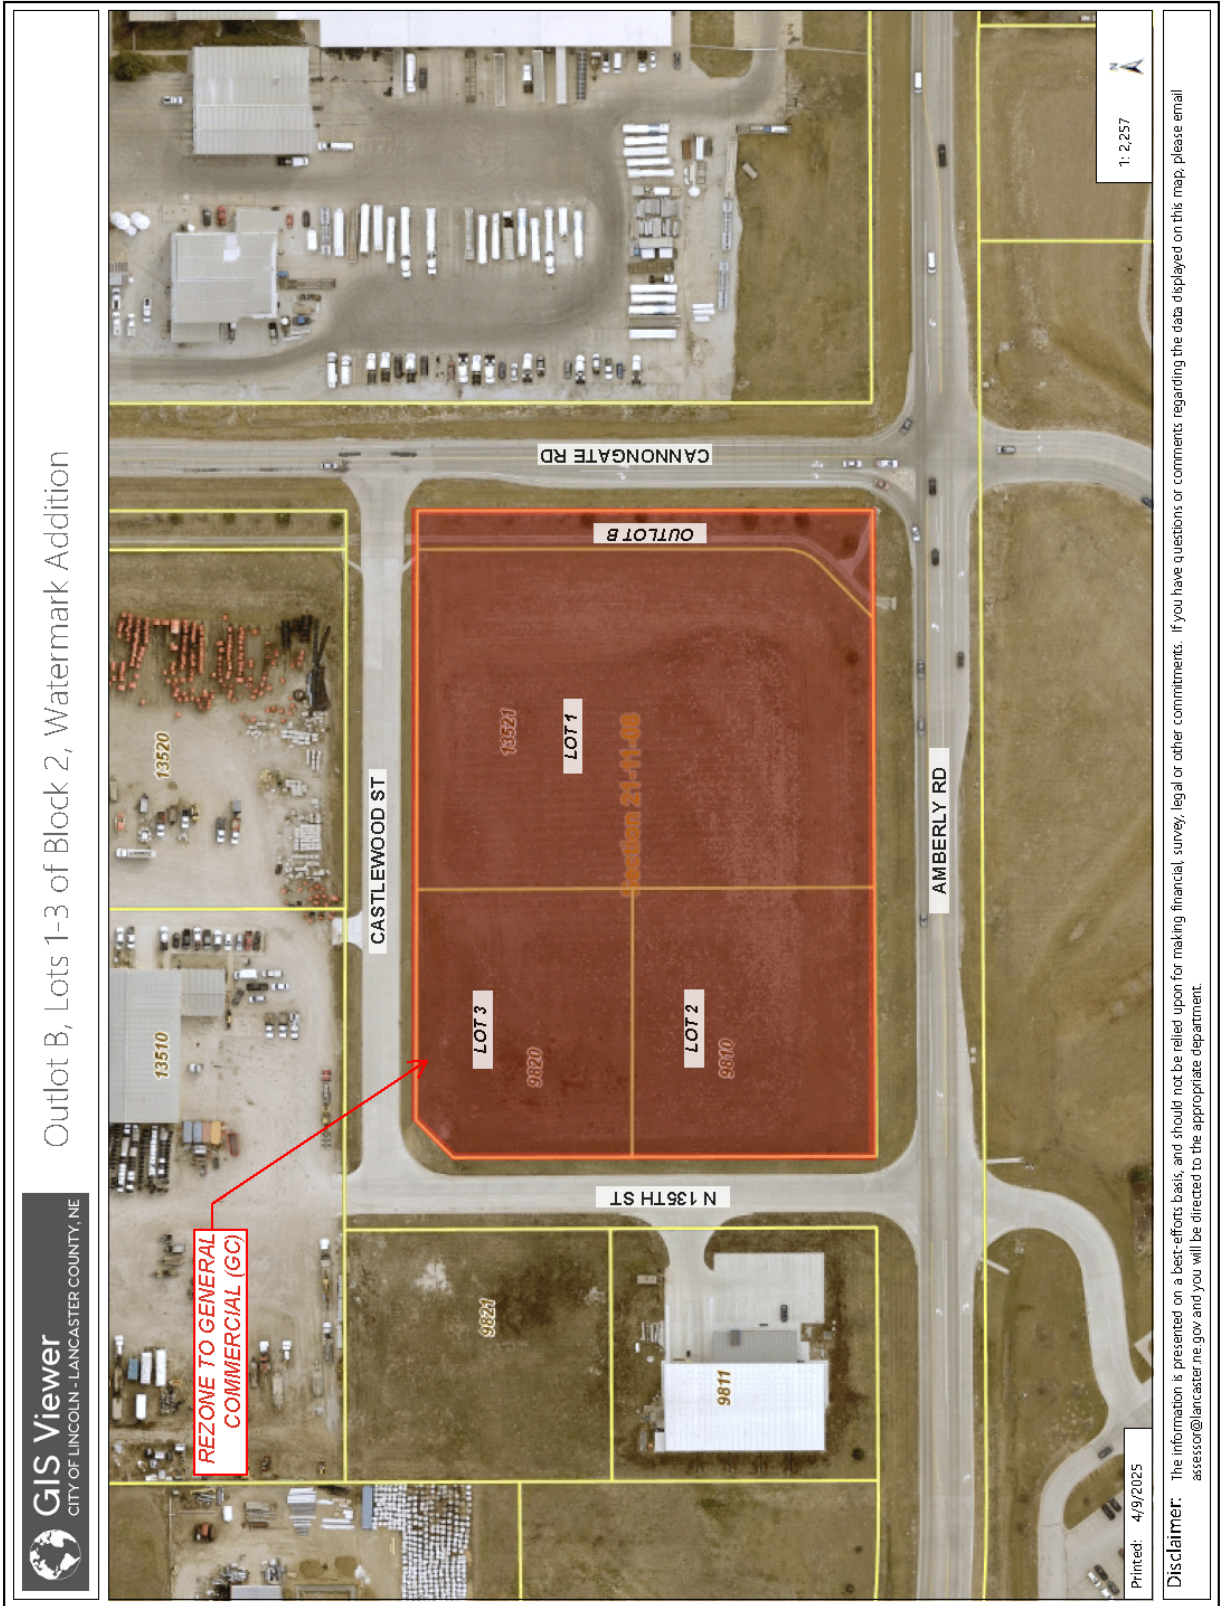 GIS Viewer
CITY OF LINCOLN - LANCASTER COUNTY, NE
Outlot B, Lots 1-3 of Block 2, Watermark Addition
REZONE TO GENERAL
COMMERCIAL (GC)
13510
13520
CASTLEWOOD ST
CANNONGATE RD
OUTLOT B
13521
LOT 1
Section 21-11-08
LOT 3
9820
LOT 2
9810
N 135TH ST
9821
9811
AMBERLY RD
N
1: 2,257
Printed: 4/9/2025
Disclaimer: The information is presented on a best-efforts basis, and should not be relied upon for making financial, survey, legal or other commitments. If you have questions or comments regarding the data displayed on this map, please email
assessor@lancaster.ne.gov and you will be directed to the appropriate department.